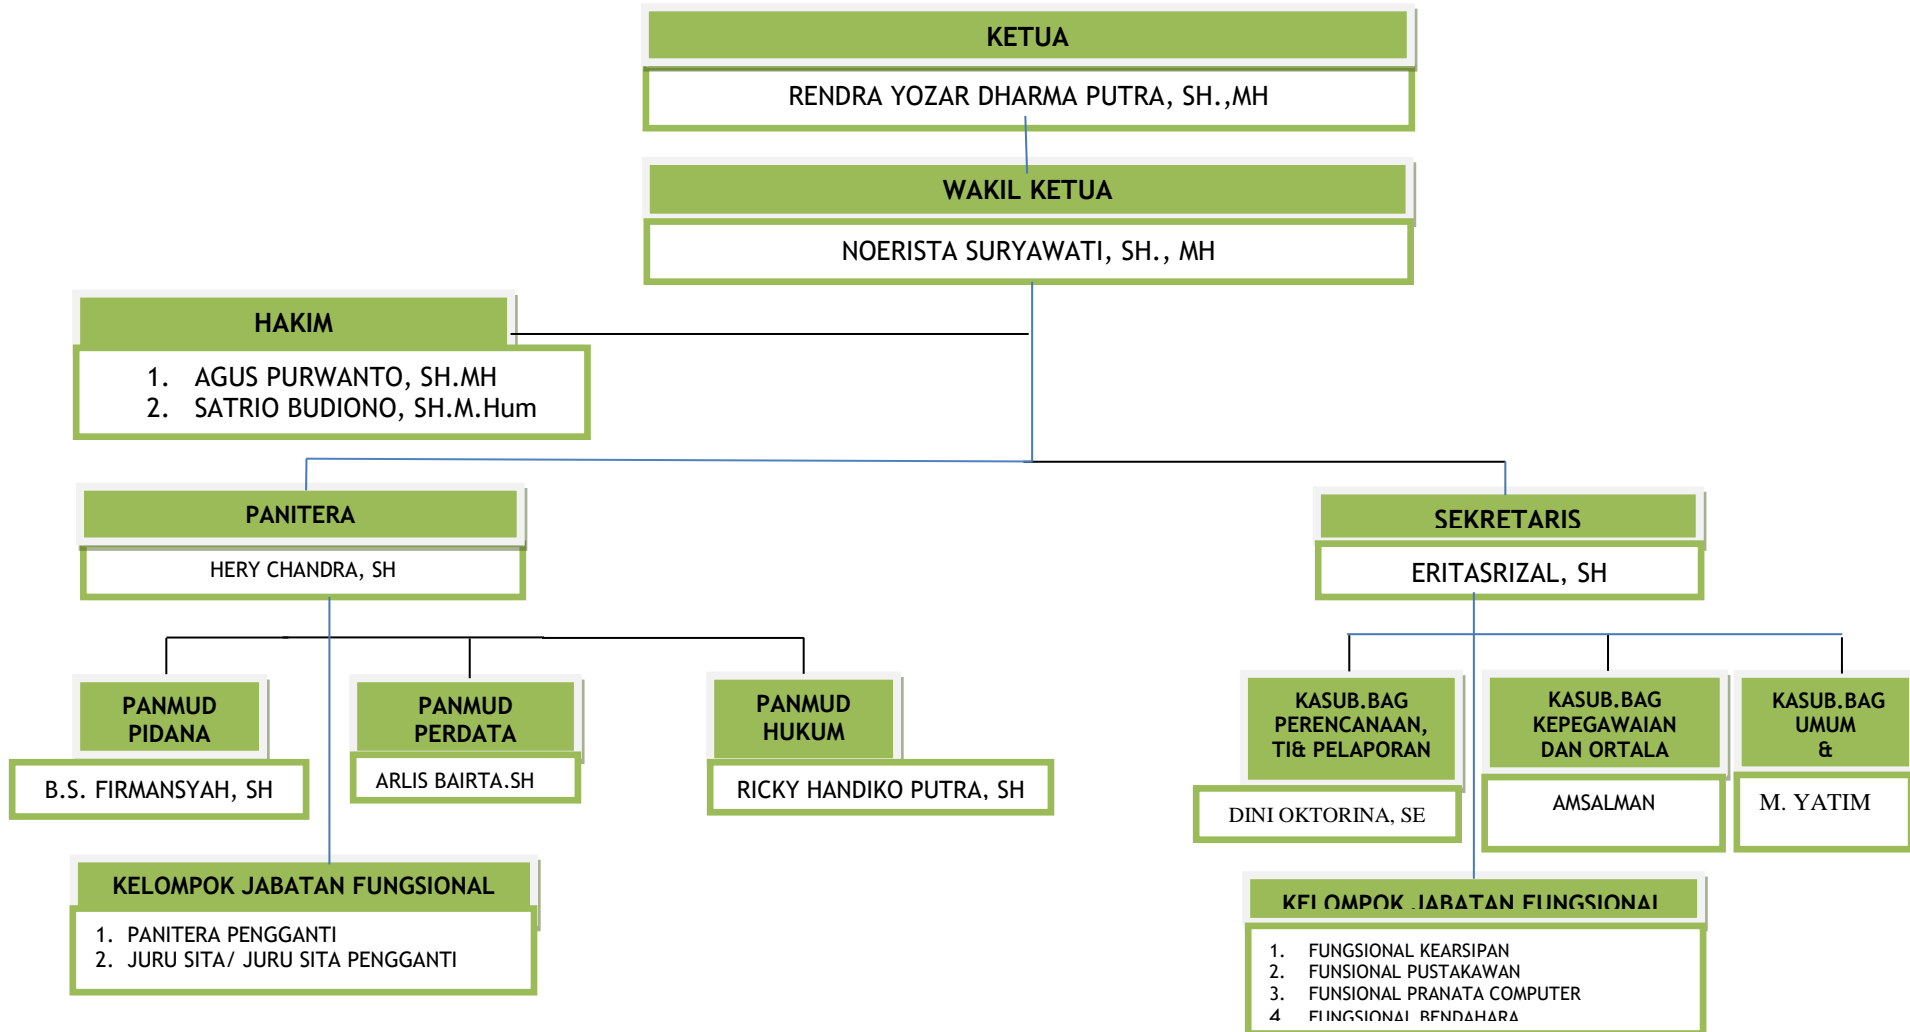 KETUA
RENDRA YOZAR DHARMA PUTRA, SH.,MH
WAKIL KETUA
NOERISTA SURYAWATI, SH., MH
HAKIM
1. AGUS PURWANTO, SH.MH
2. SATRIO BUDIONO, SH.M.Hum
PANITERA
HERY CHANDRA, SH
SEKRETARIS
ERITASRIZAL, SH
PANMUD
PIDANA
B.S. FIRMANSYAH, SH
PANMUD
PERDATA
ARLIS BAIRTA.SH
PANMUD
HUKUM
RICKY HANDIKO PUTRA, SH
KASUB.BAG
PERENCANAAN,
TI& PELAPORAN
DINI OKTORINA, SE
KASUB.BAG
KEPEGAWAIAN
DAN ORTALA
AMSALMAN
KASUB.BAG
UMUM
&
M. YATIM
KELOMPOK JABATAN FUNGSIONAL
1. PANITERA PENGGANTI
2. JURU SITA/ JURU SITA PENGGANTI
KELOMPOK JABATAN FUNGSIONAL
1. FUNGSIONAL KEARSIPAN
2. FUNSIONAL PUSTAKAWAN
3. FUNSIONAL PRANATA COMPUTER
4 FUNGSIONAL BENDAHARA